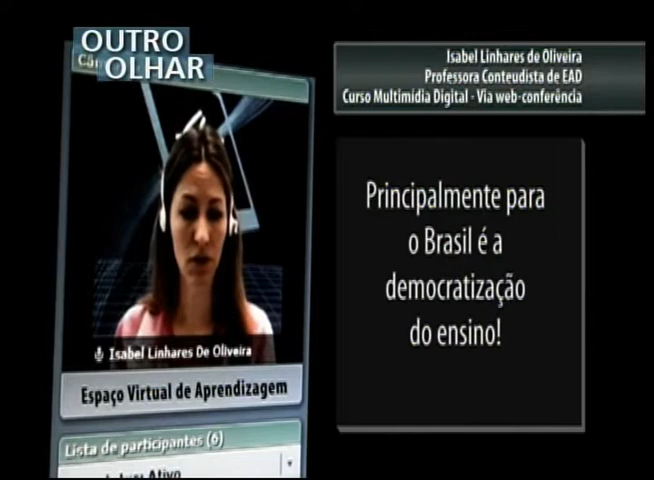 OUTRO
OLHAR
Isabel Linhares de Oliveira
Professora Conteudista de EAD
Curso Multimídia Digital - Via web-conferência
Principalmente para
o Brasil é a
democratização
do ensino!
Isabel Linhares De Oliveira
Espaço Virtual de Aprendizagem
Lista de participantes (6)
Ativo